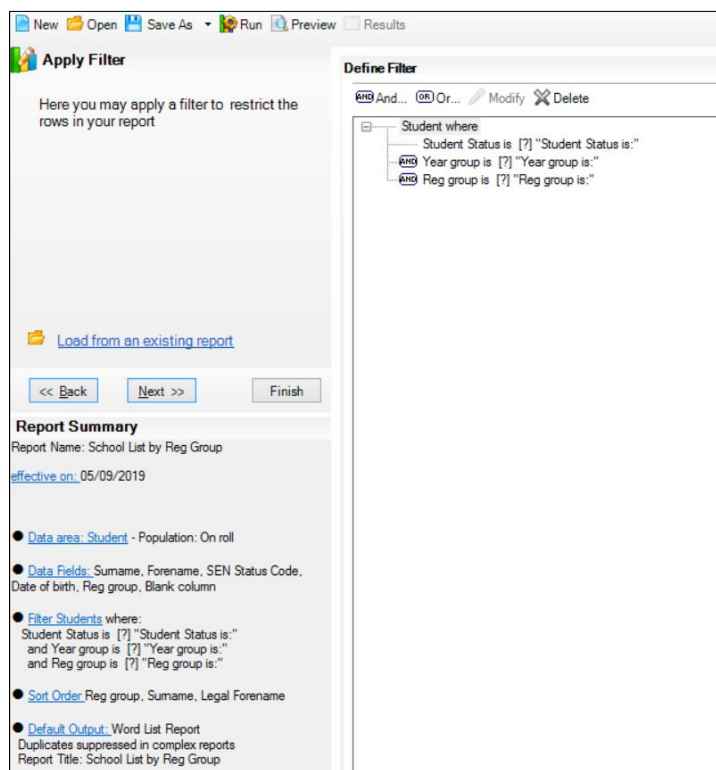 New Open Save As Run Preview Results
Apply Filter
Here you may apply a filter to restrict the
rows in your report
Load from an existing report
<< Back Next >> Finish
Define Filter
AND And... OR Or... Modify Delete
Student where
Student Status is [?] "Student Status is:"
AND Year group is [?] "Year group is:"
AND Reg group is [?] "Reg group is:"
Report Summary
Report Name: School List by Reg Group
effective on: 05/09/2019
Data area: Student - Population: On roll
Data Fields: Surname, Forename, SEN Status Code,
Date of birth, Reg group, Blank column
Filter Students where:
Student Status is [?] "Student Status is:"
and Year group is [?] "Year group is:"
and Reg group is [?] "Reg group is:"
Sort Order Reg group, Surname, Legal Forename
Default Output: Word List Report
Duplicates suppressed in complex reports
Report Title: School List by Reg Group